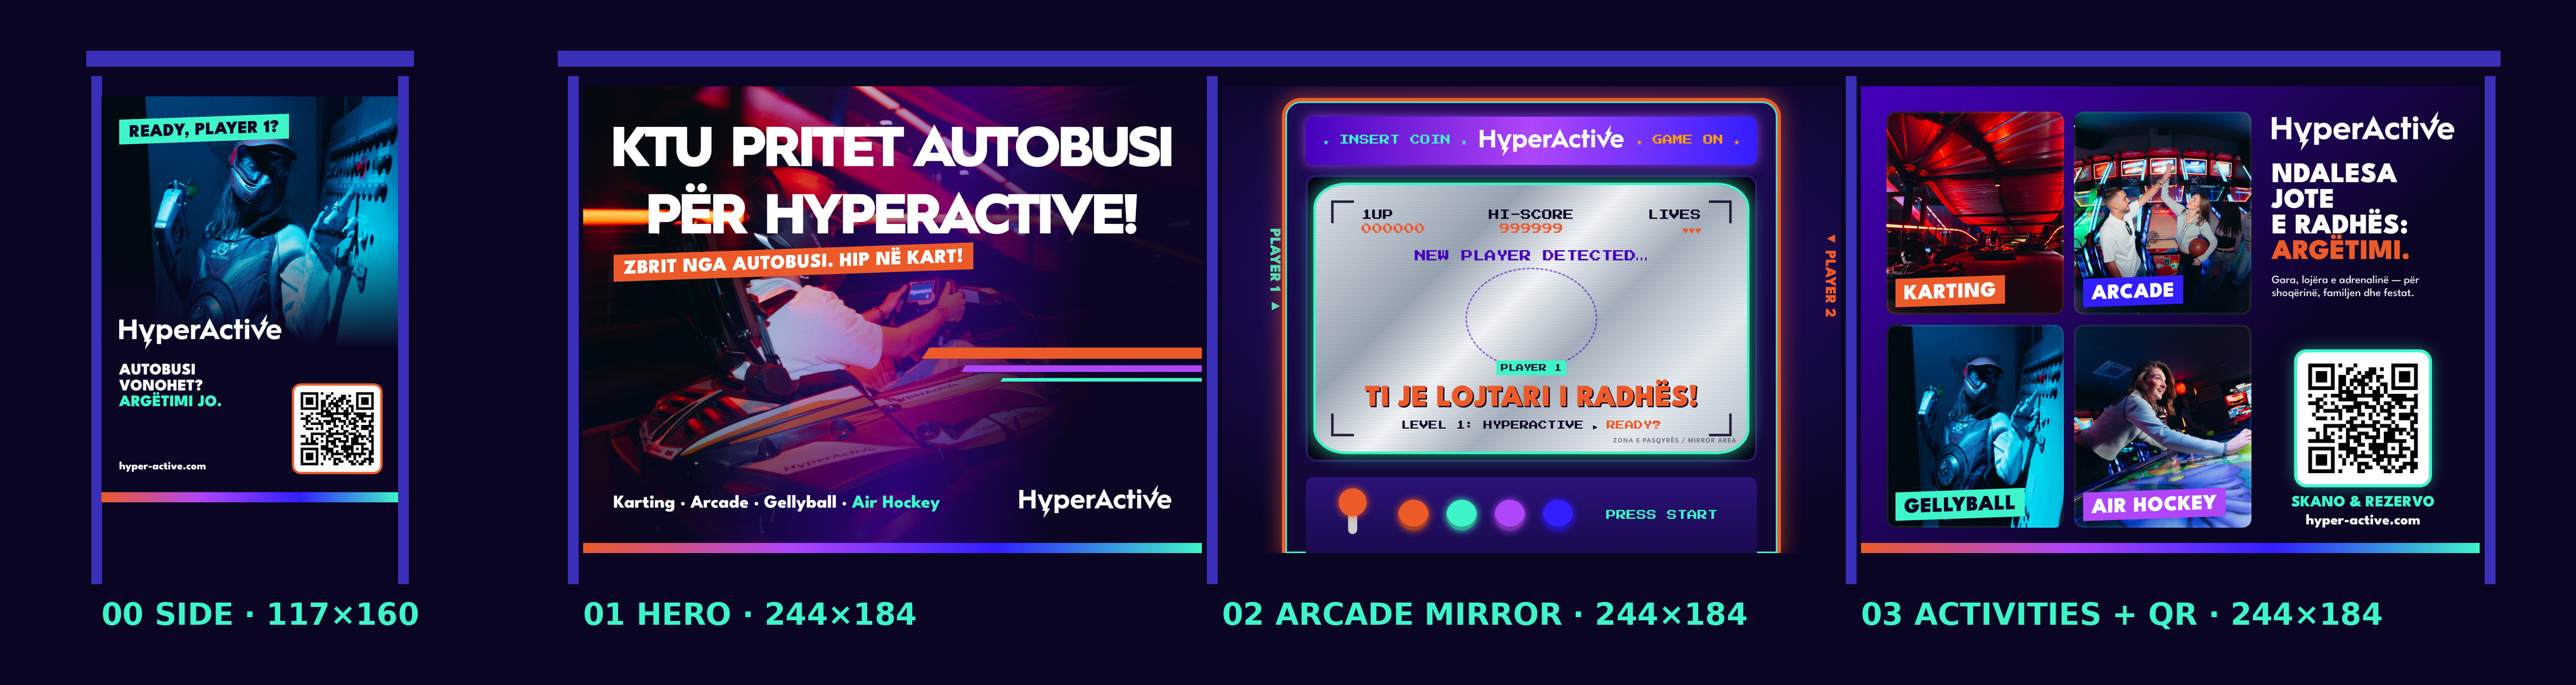 READY, PLAYER 1?
HyperActive
AUTOBUSI
VONOHET?
ARGËTIMI JO.
hyper-active.com
00 SIDE · 117×160
KTU PRITET AUTOBUSI
PËR HYPERACTIVE!
ZBRIT NGA AUTOBUSI. HIP NË KART!
HyperActive
Karting · Arcade · Gellyball · Air Hockey
HyperActive
01 HERO · 244×184
PLAYER 1 ▲
★ INSERT COIN ★ HyperActive ★ GAME ON ★
1UP HI-SCORE LIVES
000000 999999 ♥♥♥
NEW PLAYER DETECTED...
PLAYER 1
TI JE LOJTARI I RADHËS!
LEVEL 1: HYPERACTIVE ▸ READY?
ZONA E PASQYRËS / MIRROR AREA
PRESS START
▼ PLAYER 2
02 ARCADE MIRROR · 244×184
KARTING
ARCADE
GELLYBALL
AIR HOCKEY
HyperActive
NDALESA
JOTE
E RADHËS:
ARGËTIMI.
Gara, lojëra e adrenalinë — për
shoqërinë, familjen dhe festat.
SKANO & REZERVO
hyper-active.com
03 ACTIVITIES + QR · 244×184